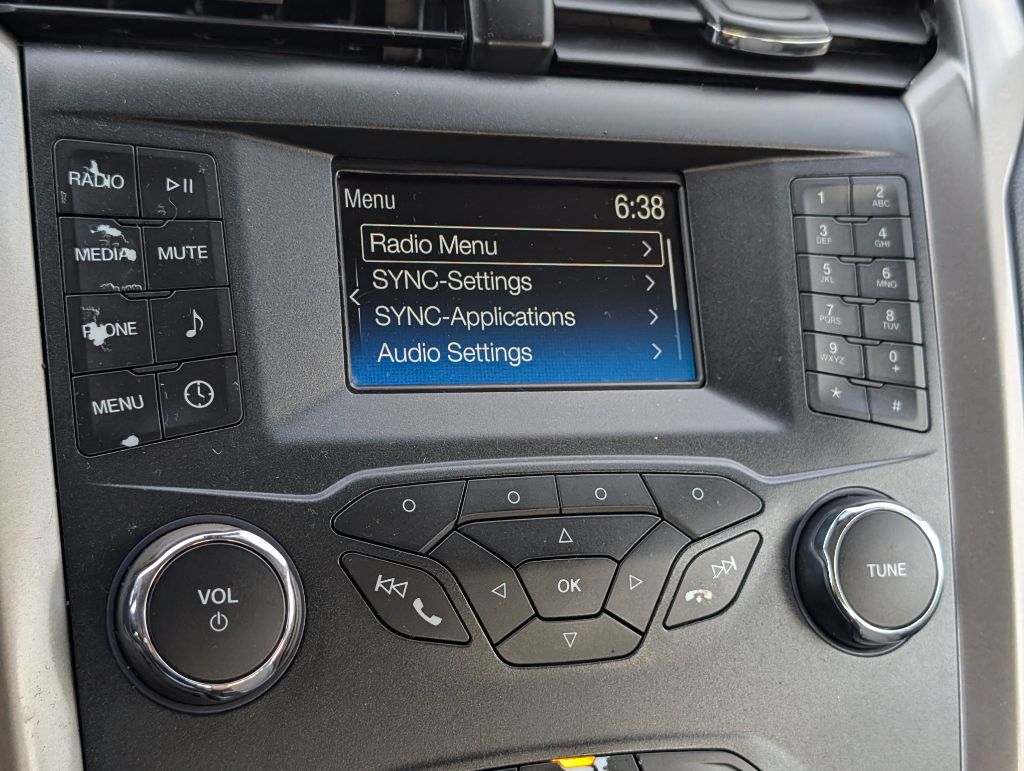 RADIO
MEDIA
MUTE
PHONE
MENU
Menu
6:38
Radio Menu
SYNC-Settings
SYNC-Applications
Audio Settings
1
2
ABC
3
DEF
4
GHI
5
JKL
6
MNO
7
PQRS
8
TUV
9
WXYZ
0
+
*
#
VOL
OK
TUNE